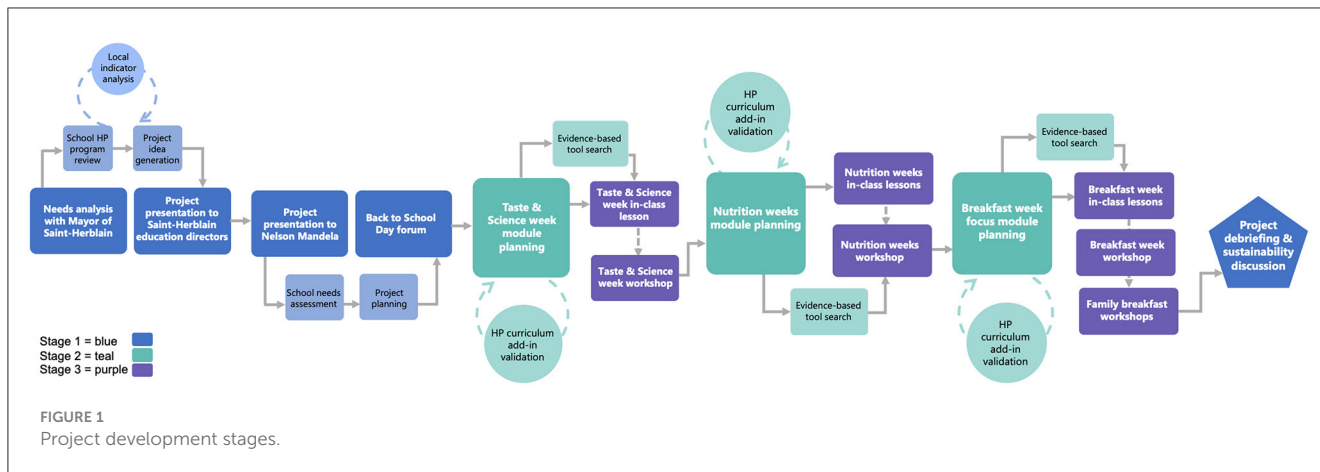 Local
indicator
analysis
School HP
program
review
Project
idea
generation
Needs analysis
with Mayor of
Saint-Herblain
Project
presentation to
Saint-Herblain
education directors
Project
presentation to
Nelson Mandela
Back to School
Day forum
School needs
assessment
Project
planning
Taste &
Science week
module
planning
Evidence-based
tool search
HP curriculum
add-in
validation
Taste & Science
week in-class
lesson
Taste & Science
week workshop
HP
curriculum
add-in
validation
Nutrition weeks
module planning
Evidence-based
tool search
Nutrition weeks
in-class lessons
Nutrition weeks
workshop
Breakfast week
focus module
planning
Evidence-based
tool search
HP
curriculum
add-in
validation
Breakfast week
in-class lessons
Breakfast week
workshop
Family breakfast
workshops
Project
debriefing &
sustainability
discussion
Stage 1 = blue
Stage 2 = teal
Stage 3 = purple
FIGURE 1
Project development stages.